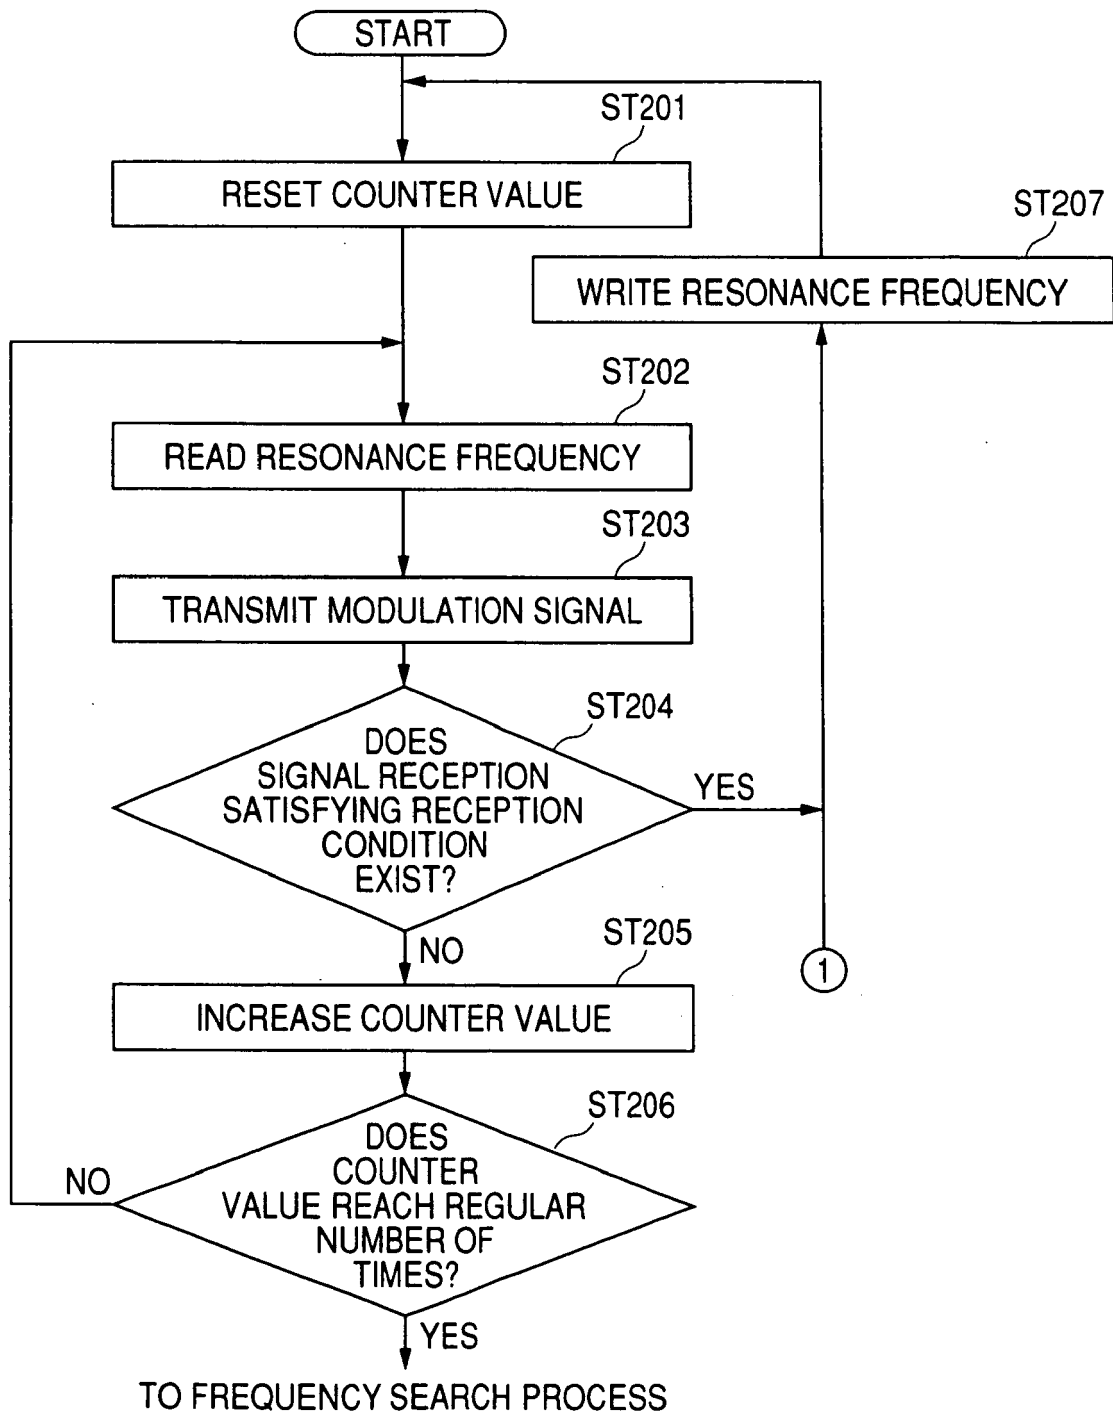 START
ST201
RESET COUNTER VALUE
ST207
WRITE RESONANCE FREQUENCY
ST202
READ RESONANCE FREQUENCY
ST203
TRANSMIT MODULATION SIGNAL
ST204
DOES
SIGNAL RECEPTION
SATISFYING RECEPTION
CONDITION
EXIST?
YES
NO
1
ST205
INCREASE COUNTER VALUE
ST206
DOES
COUNTER
VALUE REACH REGULAR
NUMBER OF
TIMES?
NO
YES
TO FREQUENCY SEARCH PROCESS